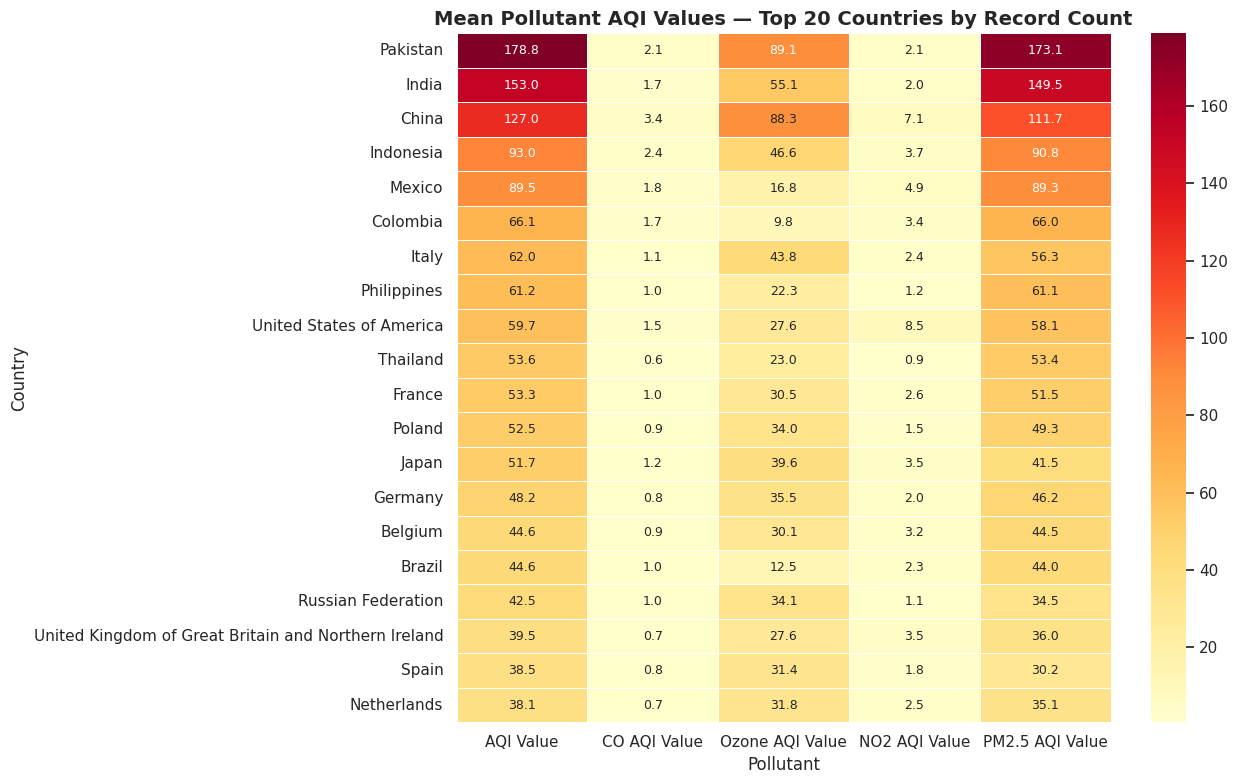 Mean Pollutant AQI Values — Top 20 Countries by Record Count
Pakistan 178.8 2.1 89.1 2.1 173.1
India 153.0 1.7 55.1 2.0 149.5
China 127.0 3.4 88.3 7.1 111.7
Indonesia 93.0 2.4 46.6 3.7 90.8
Mexico 89.5 1.8 16.8 4.9 89.3
Colombia 66.1 1.7 9.8 3.4 66.0
Italy 62.0 1.1 43.8 2.4 56.3
Philippines 61.2 1.0 22.3 1.2 61.1
United States of America 59.7 1.5 27.6 8.5 58.1
Thailand 53.6 0.6 23.0 0.9 53.4
France 53.3 1.0 30.5 2.6 51.5
Poland 52.5 0.9 34.0 1.5 49.3
Japan 51.7 1.2 39.6 3.5 41.5
Germany 48.2 0.8 35.5 2.0 46.2
Belgium 44.6 0.9 30.1 3.2 44.5
Brazil 44.6 1.0 12.5 2.3 44.0
Russian Federation 42.5 1.0 34.1 1.1 34.5
United Kingdom of Great Britain and Northern Ireland 39.5 0.7 27.6 3.5 36.0
Spain 38.5 0.8 31.4 1.8 30.2
Netherlands 38.1 0.7 31.8 2.5 35.1
AQI Value CO AQI Value Ozone AQI Value NO2 AQI Value PM2.5 AQI Value
Pollutant
Country
160
140
120
100
80
60
40
20